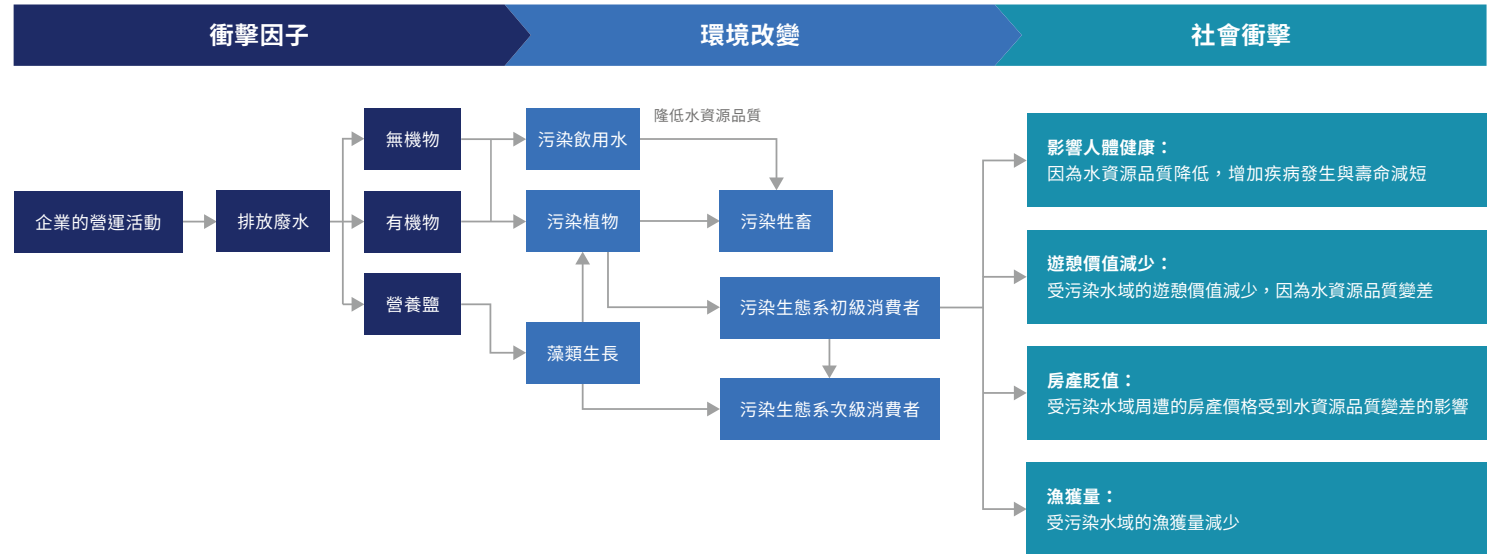 衝擊因子
環境改變
社會衝擊
企業的營運活動
排放廢水
無機物
有機物
營養鹽
污染飲用水
隆低水資源品質
污染植物
污染牲畜
藻類生長
污染生態系初級消費者
污染生態系次級消費者
影響人體健康：
因為水資源品質降低，增加疾病發生與壽命減短
遊憩價值減少：
受污染水域的遊憩價值減少，因為水資源品質變差
房產貶值：
受污染水域周遭的房產價格受到水資源品質變差的影響
漁獲量：
受污染水域的漁獲量減少